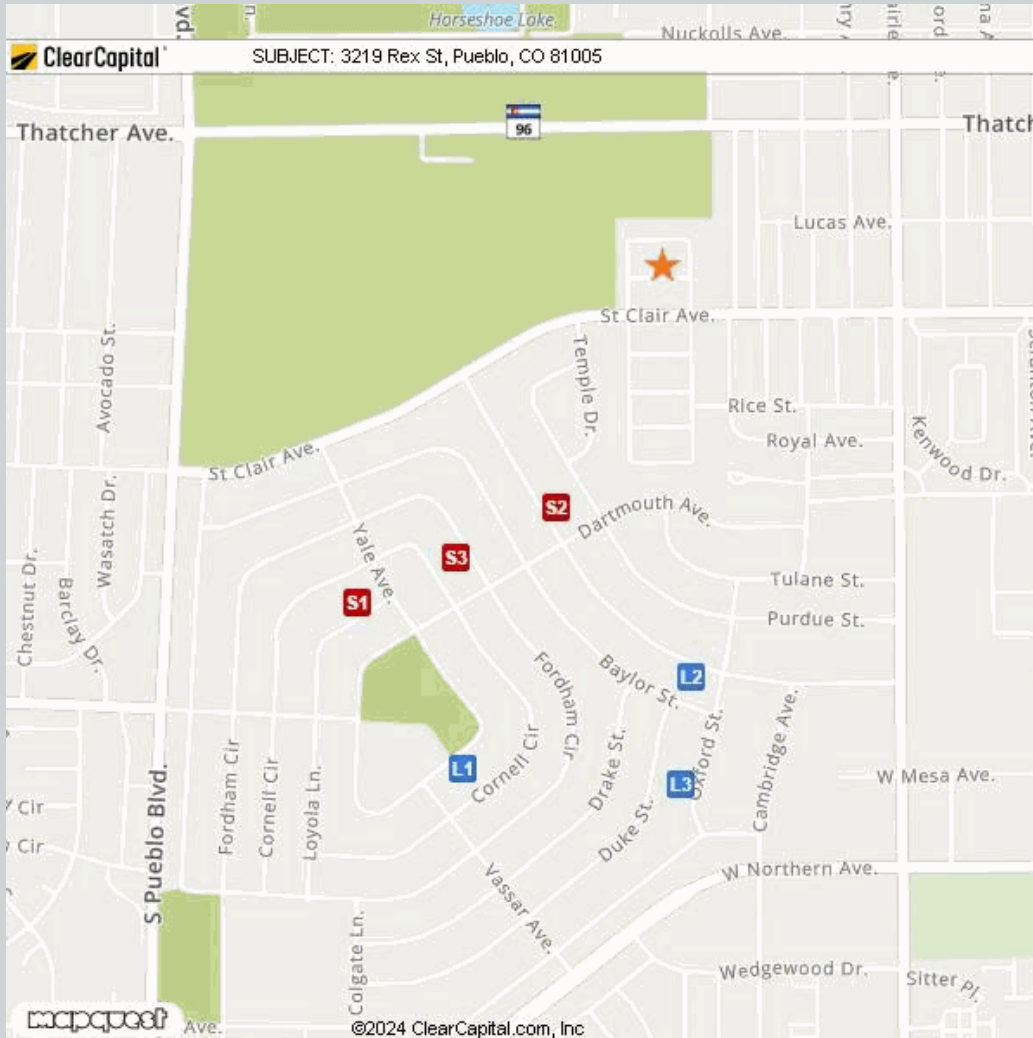 Horseshoe Lake
Nuckolls Ave.
ClearCapital
SUBJECT: 3219 Rex St, Pueblo, CO 81005
Thatcher Ave.
96
Thatch
Lucas Ave.
St Clair Ave.
Avocado St.
Temple Dr.
Rice St.
Royal Ave.
Kenwood Dr.
St Clair Ave.
Wasatch Dr.
S2
Dartmouth Ave.
Yale Ave.
S3
Chestnut Dr.
Barclay Dr.
S1
Tulane St.
Purdue St.
Fordham Cir
Baylor St.
L2
L1
Cornell Cir
Drake St.
L3
Oxford St.
Cambridge Ave.
W Mesa Ave.
Cir
Cir
S Pueblo Blvd.
Fordham Cir
Cornell Cir
Loyola Ln.
Duke St.
W Northern Ave.
Vassar Ave.
Colgate Ln.
Wedgewood Dr.
Sitter Pl.
mapquest
Ave.
©2024 ClearCapital.com, Inc